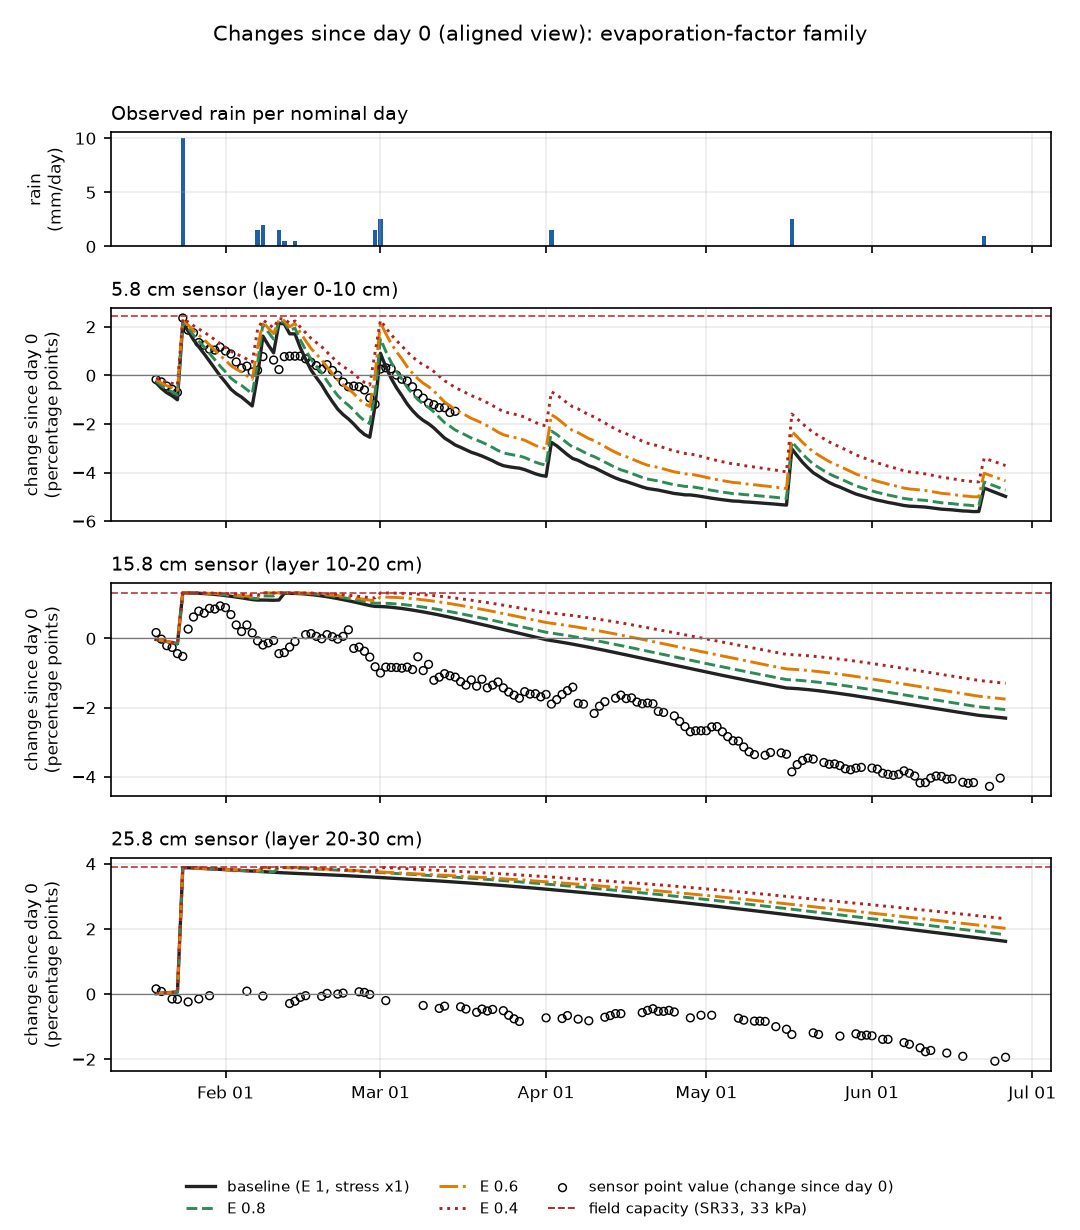 Changes since day 0 (aligned view): evaporation-factor family
Observed rain per nominal day
rain
(mm/day)
10
5
0
5.8 cm sensor (layer 0-10 cm)
change since day 0
(percentage points)
2
0
−2
−4
−6
15.8 cm sensor (layer 10-20 cm)
change since day 0
(percentage points)
0
−2
−4
25.8 cm sensor (layer 20-30 cm)
change since day 0
(percentage points)
4
2
0
−2
Feb 01 Mar 01 Apr 01 May 01 Jun 01 Jul 01
baseline (E 1, stress x1) E 0.6 sensor point value (change since day 0)
E 0.8 E 0.4 field capacity (SR33, 33 kPa)